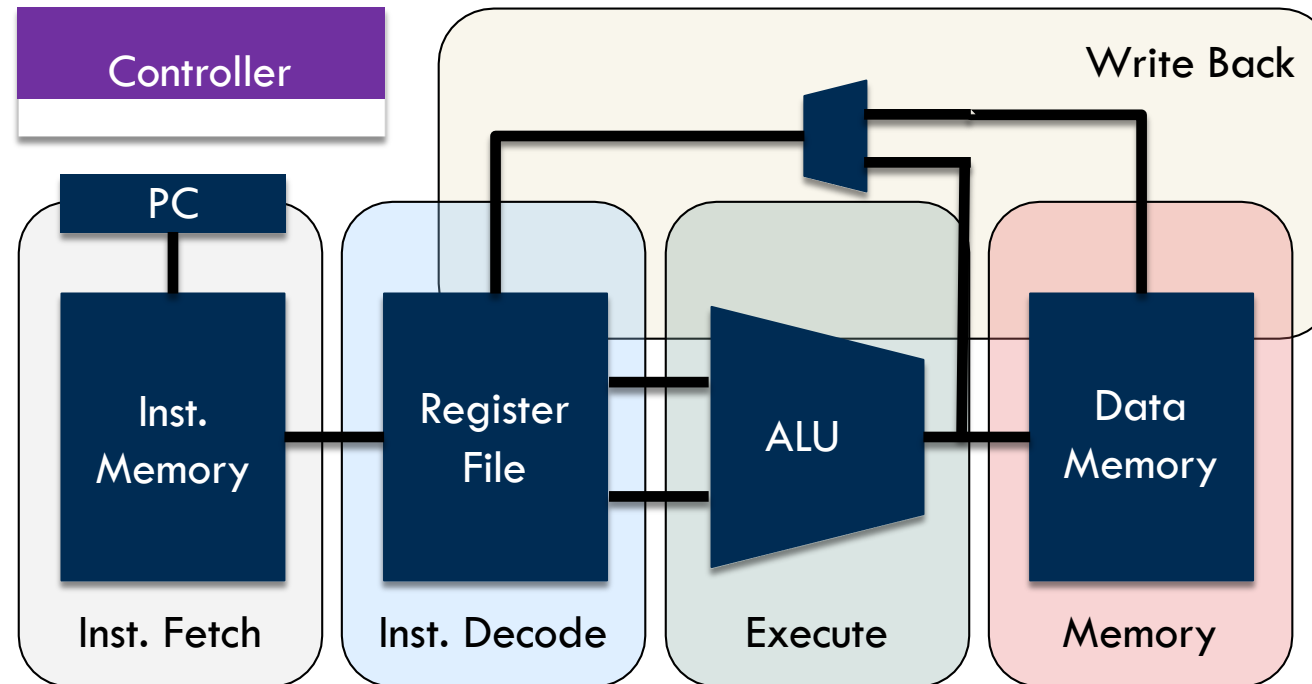 Controller
Write Back
PC
Inst.
Memory
Register
File
ALU
Data
Memory
Inst. Fetch
Inst. Decode
Execute
Memory